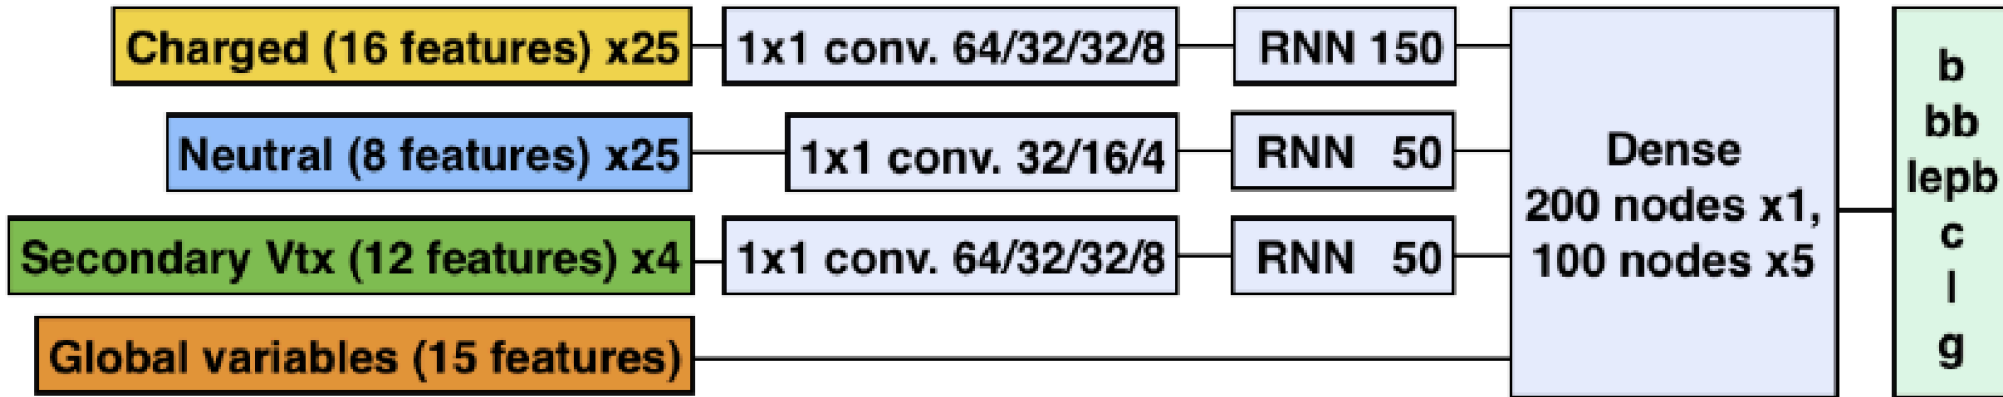 Charged (16 features) x25
1x1 conv. 64/32/32/8
RNN 150
Neutral (8 features) x25
1x1 conv. 32/16/4
RNN 50
Secondary Vtx (12 features) x4
1x1 conv. 64/32/32/8
RNN 50
Global variables (15 features)
Dense
200 nodes x1,
100 nodes x5
b
bb
lepb
c
l
g